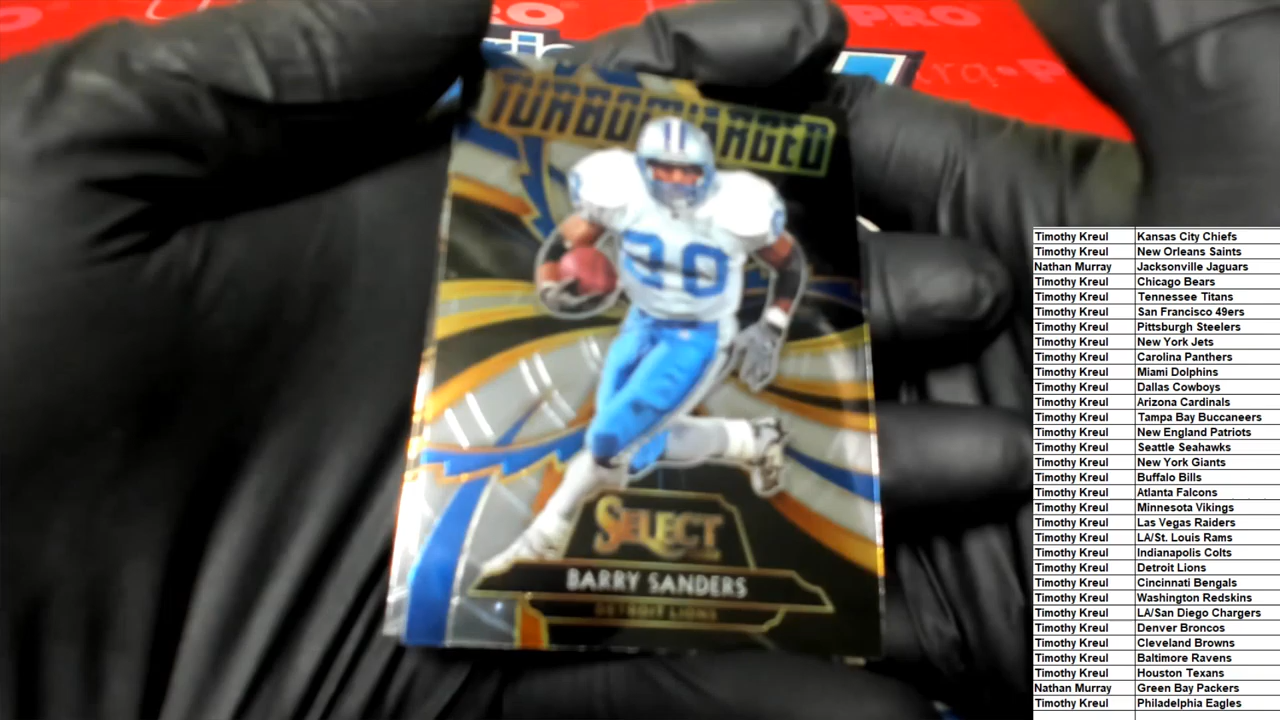 PRO
PRO
TURBOCHARGED
20
SELECT
BARRY SANDERS
DETROIT LIONS
Timothy Kreul Kansas City Chiefs
Timothy Kreul New Orleans Saints
Nathan Murray Jacksonville Jaguars
Timothy Kreul Chicago Bears
Timothy Kreul Tennessee Titans
Timothy Kreul San Francisco 49ers
Timothy Kreul Pittsburgh Steelers
Timothy Kreul New York Jets
Timothy Kreul Carolina Panthers
Timothy Kreul Miami Dolphins
Timothy Kreul Dallas Cowboys
Timothy Kreul Arizona Cardinals
Timothy Kreul Tampa Bay Buccaneers
Timothy Kreul New England Patriots
Timothy Kreul Seattle Seahawks
Timothy Kreul New York Giants
Timothy Kreul Buffalo Bills
Timothy Kreul Atlanta Falcons
Timothy Kreul Minnesota Vikings
Timothy Kreul Las Vegas Raiders
Timothy Kreul LA/St. Louis Rams
Timothy Kreul Indianapolis Colts
Timothy Kreul Detroit Lions
Timothy Kreul Cincinnati Bengals
Timothy Kreul Washington Redskins
Timothy Kreul LA/San Diego Chargers
Timothy Kreul Denver Broncos
Timothy Kreul Cleveland Browns
Timothy Kreul Baltimore Ravens
Timothy Kreul Houston Texans
Nathan Murray Green Bay Packers
Timothy Kreul Philadelphia Eagles